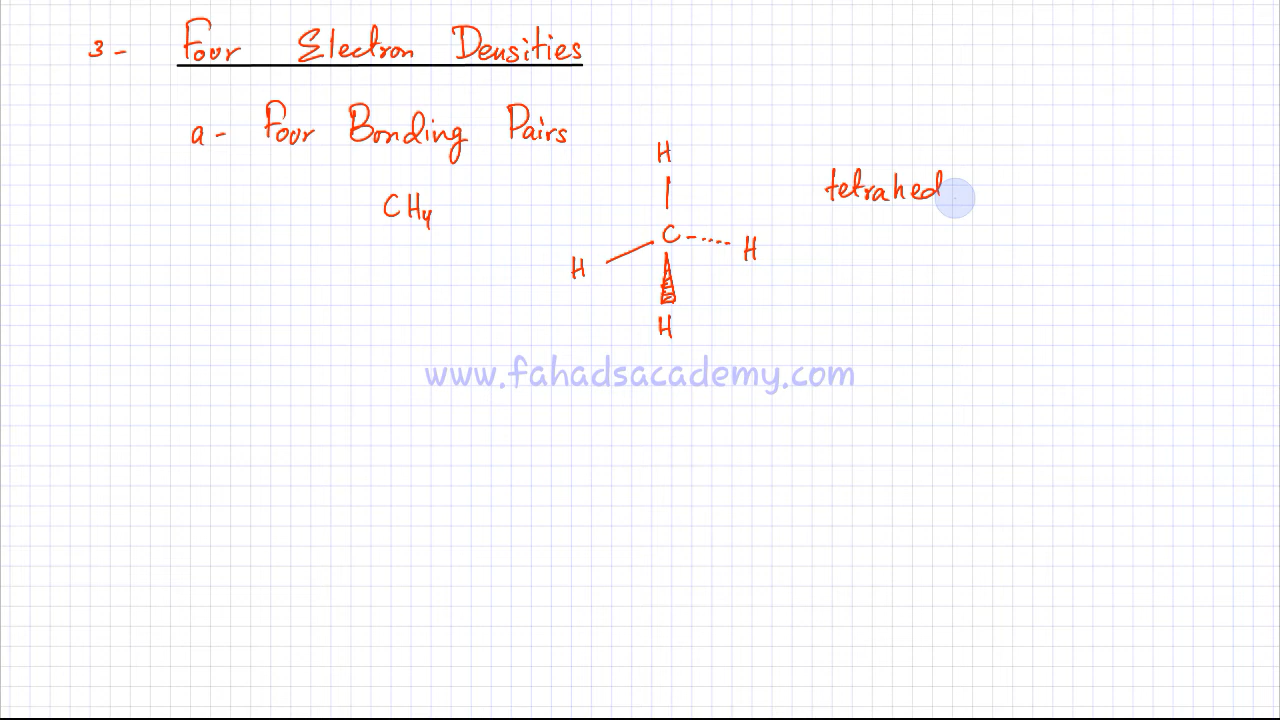 3- Four Electron Densities
a- Four Bonding Pairs
H
tetrahed
CH4
C
H
H
H
www.fahadsacademy.com